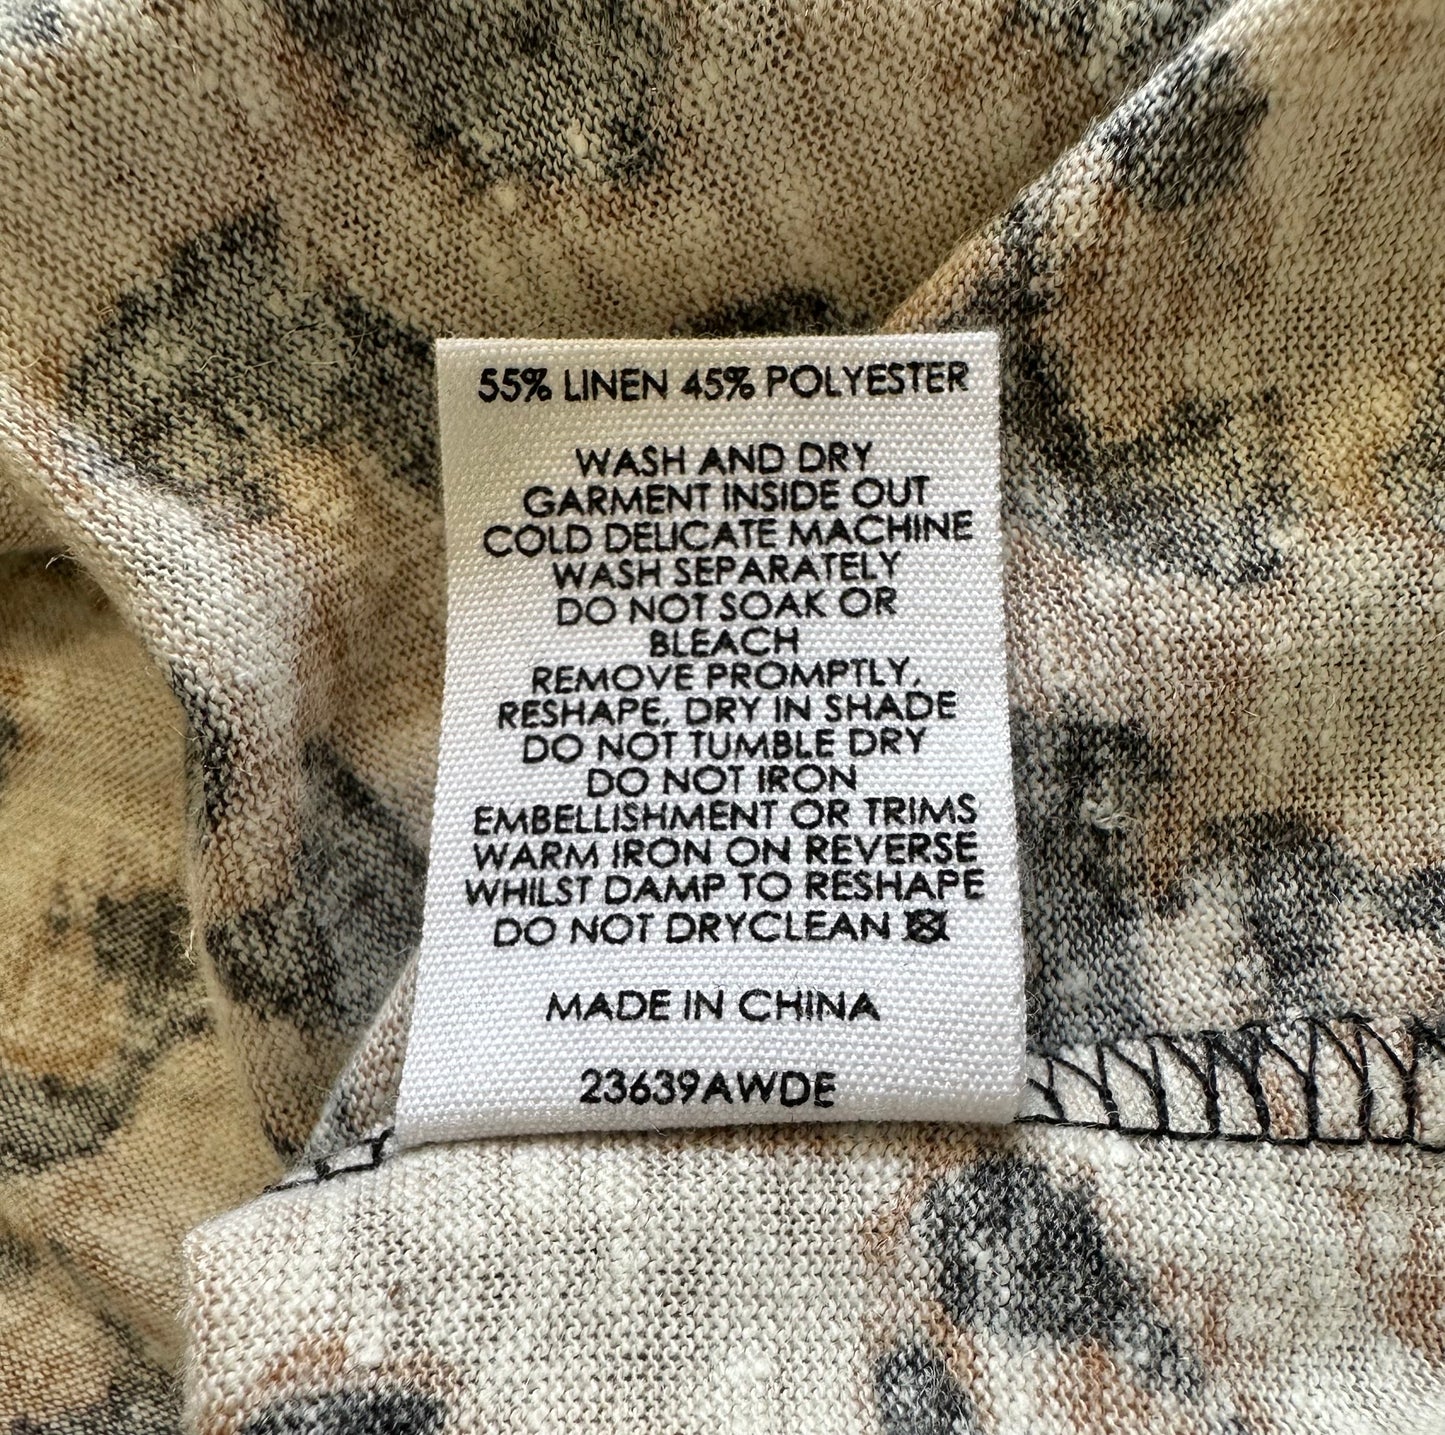 55% LINEN 45% POLYESTER
WASH AND DRY
GARMENT INSIDE OUT
COLD DELICATE MACHINE
WASH SEPARATELY
DO NOT SOAK OR
BLEACH
REMOVE PROMPTLY,
RESHAPE, DRY IN SHADE
DO NOT TUMBLE DRY
DO NOT IRON
EMBELLISHMENT OR TRIMS
WARM IRON ON REVERSE
WHILST DAMP TO RESHAPE
DO NOT DRYCLEAN
MADE IN CHINA
23639AWDE